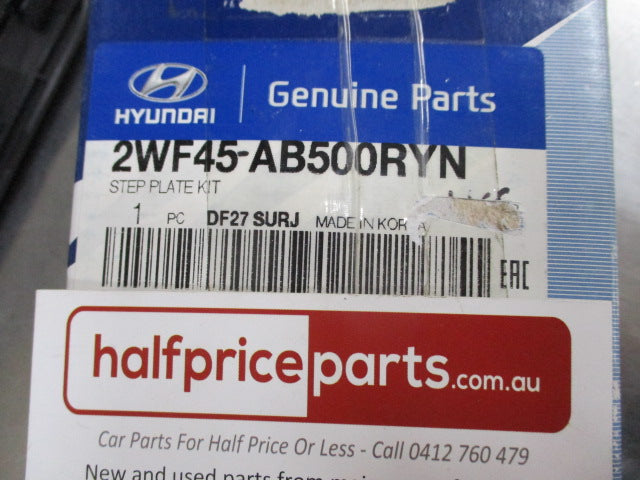 HYUNDAI
Genuine Parts
2WF45-AB500RYN
STEP PLATE KIT
1 PC DF27 SURJ MADE IN KOR A
EAC
halfpriceparts.com.au
Car Parts For Half Price Or Less - Call 0412 760 479
New and used parts from